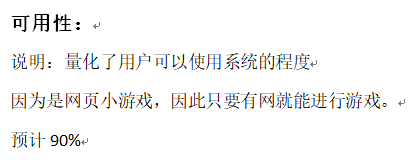 可用性：
说明：量化了用户可以使用系统的程度
因为是网页小游戏，因此只要有网就能进行游戏。
预计 90%